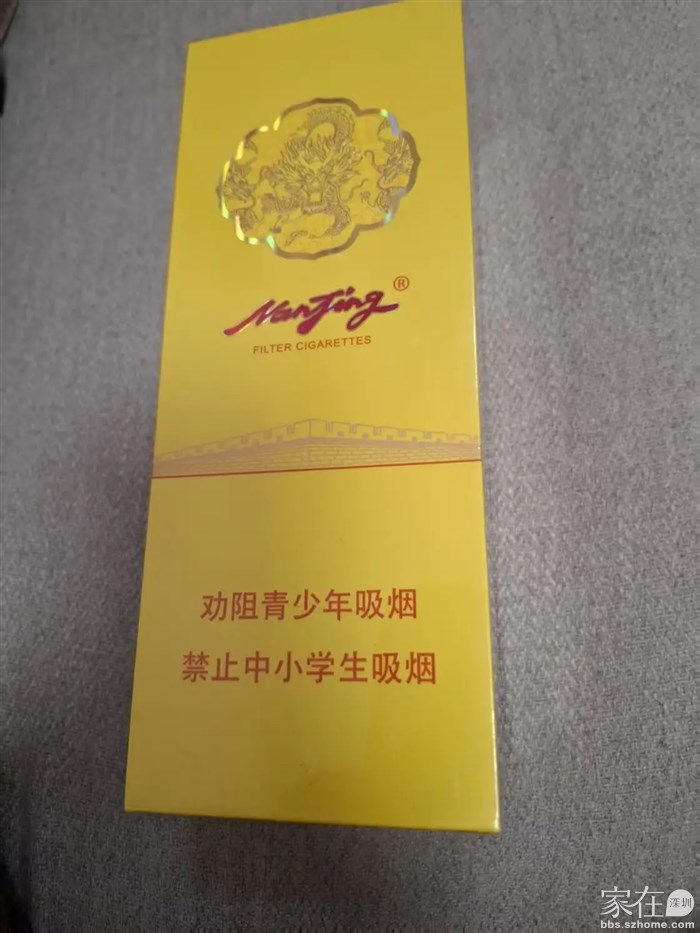 NanJing®
FILTER CIGARETTES
劝阻青少年吸烟
禁止中小学生吸烟
家在深圳
bbs.szhome.com